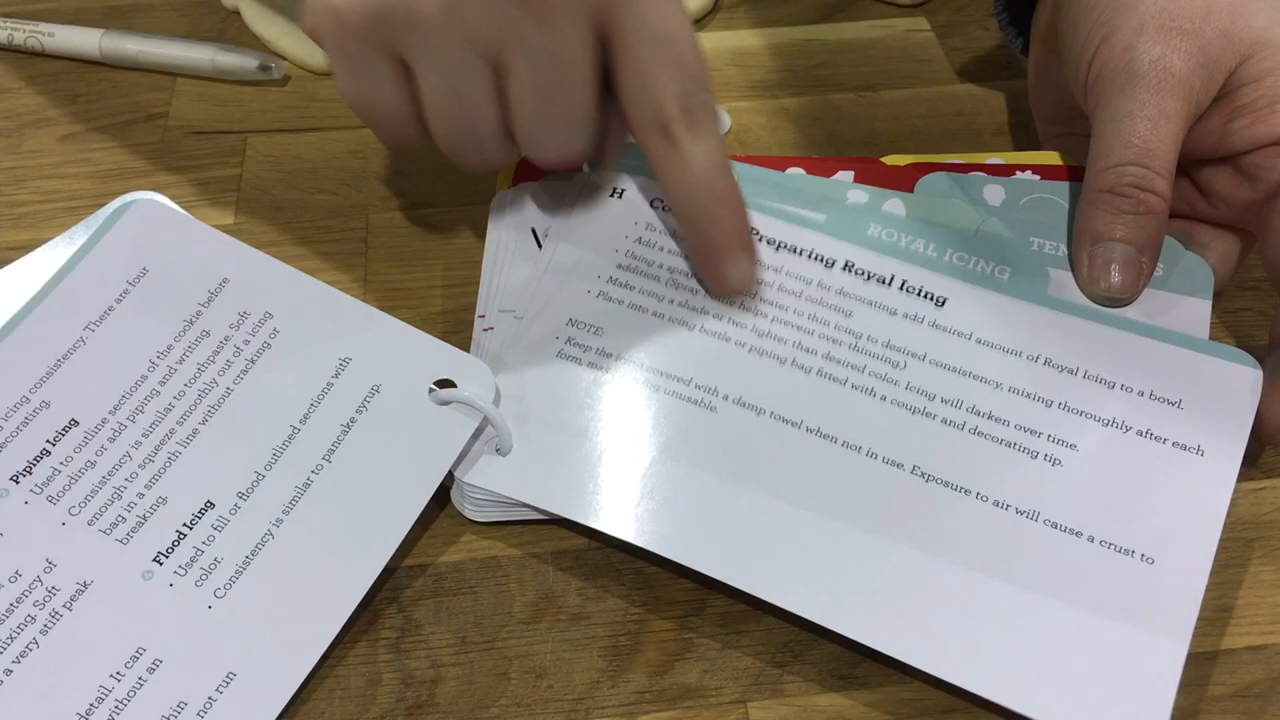 icing consistency. There are four
decorating.
Piping Icing
• Used to outline sections of the cookie before
flooding, or add piping and writing.
• Consistency is similar to toothpaste. Soft
enough to squeeze smoothly out of a icing
bag in a smooth line without cracking or
breaking.
Flood Icing
• Used to fill or flood outlined sections with
color.
• Consistency is similar to pancake syrup.
or
sistency of
mixing. Soft
s a very stiff peak.
detail. It can
without an
not run
ROYAL ICING
H
Preparing Royal Icing
• To royal icing for decorating, add desired amount of Royal Icing to a bowl.
• Add a gel food coloring.
• Using a spray water to thin icing to desired consistency, mixing thoroughly after each
addition. (Spray bottle helps prevent over-thinning.)
• Make icing a shade or two lighter than desired color. Icing will darken over time.
• Place into an icing bottle or piping bag fitted with a coupler and decorating tip.
NOTE:
• Keep the covered with a damp towel when not in use. Exposure to air will cause a crust to
form, unusable.